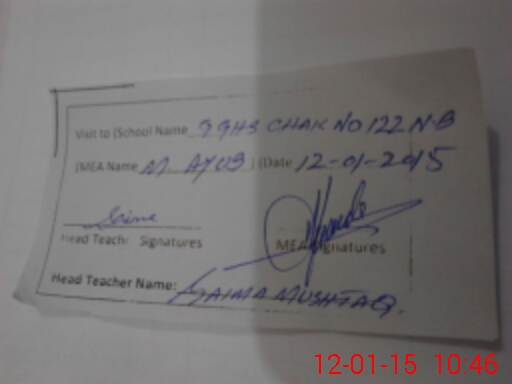 Visit to (School Name GGHS CHAK NO 122 N.B
(MEA Name M. AYUB ) (Date 12-01-2015
Saima
Head Teach Signatures MEA Signatures
Head Teacher Name: SAIMA MUSHTAQ.
12-01-15 10:46